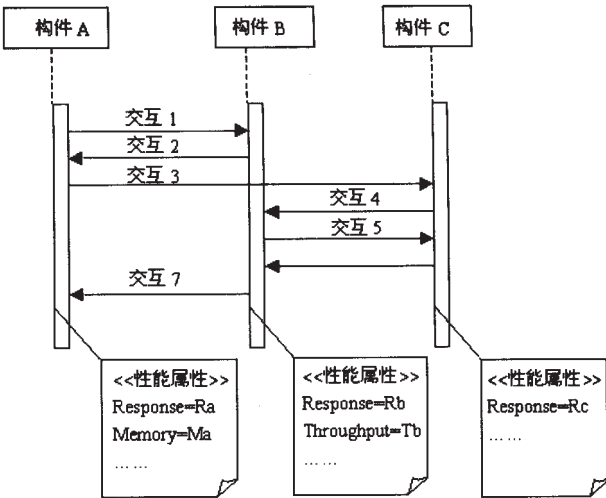 构件 A
构件 B
构件 C
交互 1
交互 2
交互 3
交互 4
交互 5
交互 7
<<性能属性>>
Response=Ra
Memory=Ma
……
<<性能属性>>
Response=Rb
Throughput=Tb
……
<<性能属性>>
Response=Rc
……